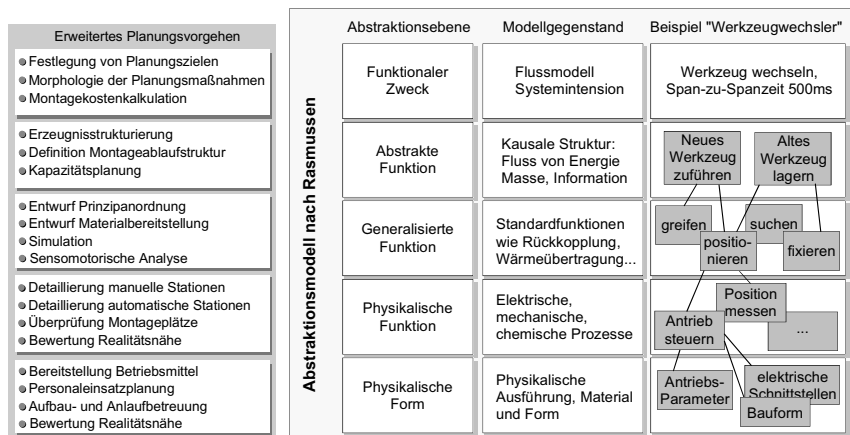 Erweitertes Planungsvorgehen
Festlegung von Planungszielen
Morphologie der Planungsmaßnahmen
Montagekostenkalkulation
Erzeugnisstrukturierung
Definition Montageablaufstruktur
Kapazitätsplanung
Entwurf Prinzipanordnung
Entwurf Materialbereitstellung
Simulation
Sensomotorische Analyse
Detaillierung manuelle Stationen
Detaillierung automatische Stationen
Überprüfung Montageplätze
Bewertung Realitätsnähe
Bereitstellung Betriebsmittel
Personaleinsatzplanung
Aufbau- und Anlaufbetreuung
Bewertung Realitätsnähe
Abstraktionsmodell nach Rasmussen
Abstraktionsebene
Modellgegenstand
Beispiel "Werkzeugwechsler"
Funktionaler
Zweck
Flussmodell
Systemintension
Werkzeug wechseln,
Span-zu-Spanzeit 500ms
Abstrakte
Funktion
Kausale Struktur:
Fluss von Energie
Masse, Information
Neues
Werkzeug
zuführen
Altes
Werkzeug
lagern
Generalisierte
Funktion
Standardfunktionen
wie Rückkopplung,
Wärmeübertragung...
greifen
suchen
positio-
nieren
fixieren
Physikalische
Funktion
Elektrische,
mechanische,
chemische Prozesse
Position
messen
Antrieb
steuern
...
Physikalische
Form
Physikalische
Ausführung, Material
und Form
Antriebs-
Parameter
elektrische
Schnittstellen
Bauform